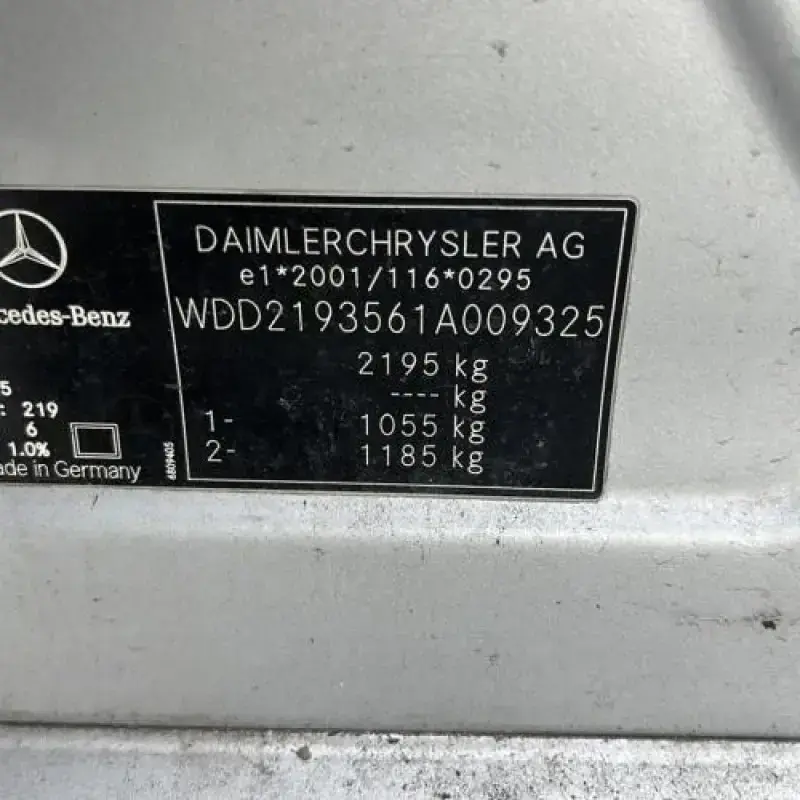 DAIMLERCHRYSLER AG
e1*2001/116*0295
WDD2193561A009325
2195 kg
---- kg
1- 1055 kg
2- 1185 kg
cedes-Benz
5
: 219
6
1.0%
ade in Germany
6809405